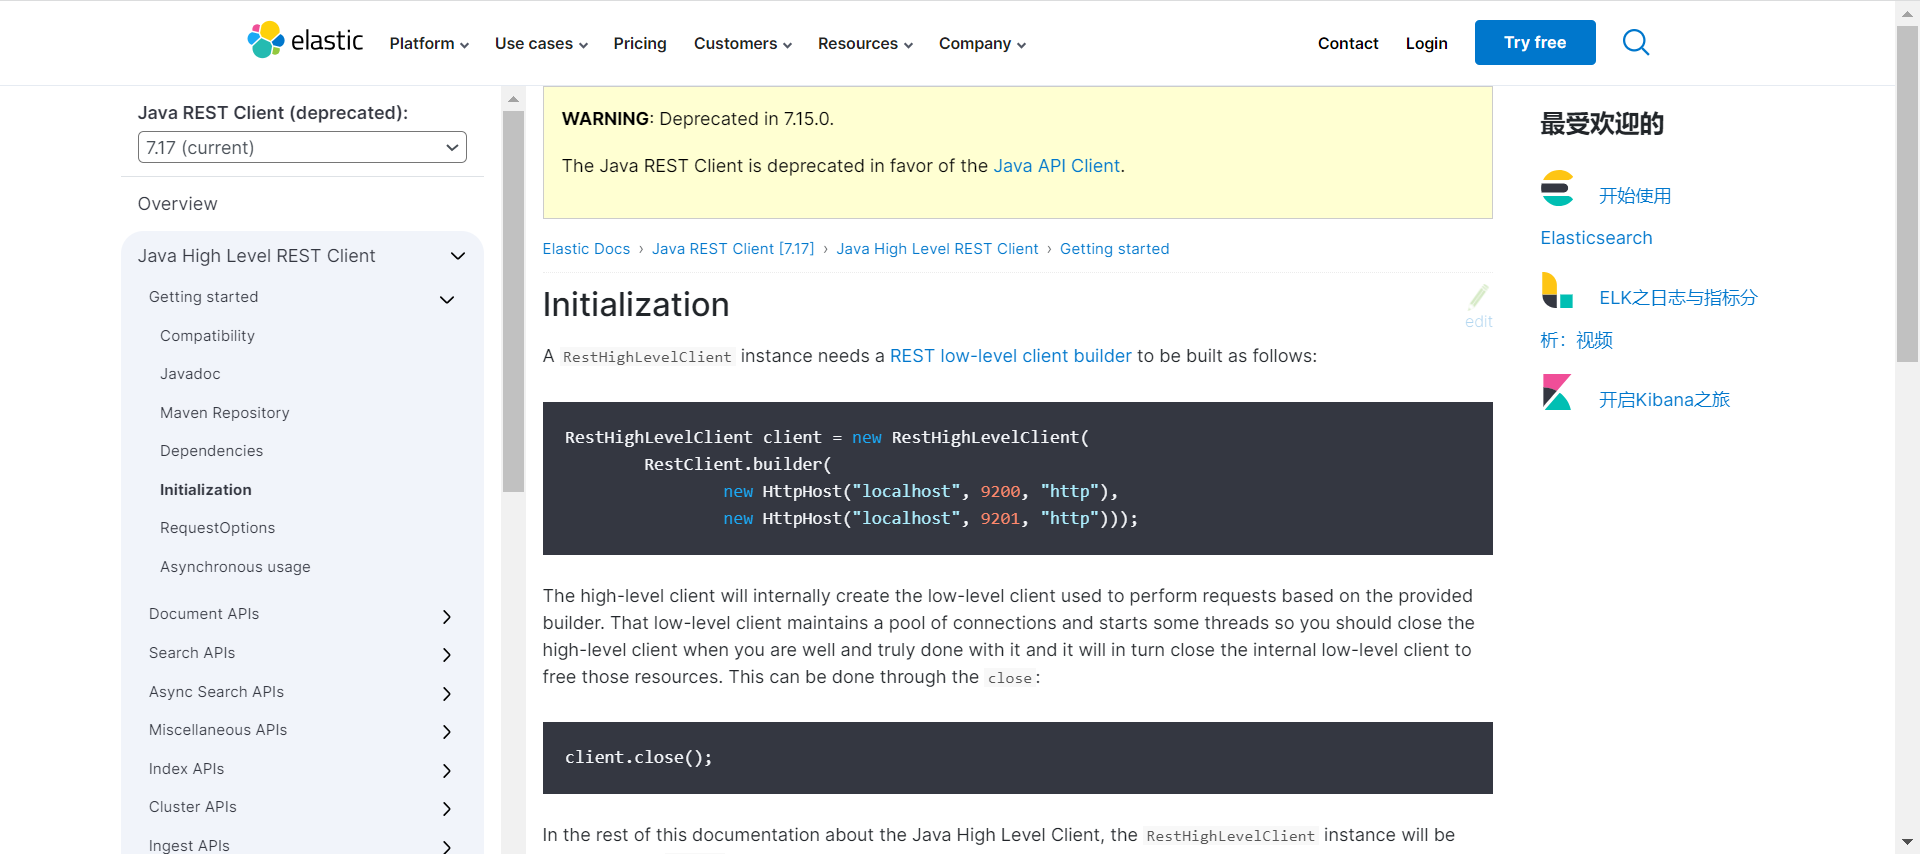 elastic Platform Use cases Pricing Customers Resources Company Contact Login Try free
Java REST Client (deprecated):
7.17 (current)
Overview
Java High Level REST Client
Getting started
Compatibility
Javadoc
Maven Repository
Dependencies
Initialization
RequestOptions
Asynchronous usage
Document APIs
Search APIs
Async Search APIs
Miscellaneous APIs
Index APIs
Cluster APIs
Ingest APIs
WARNING: Deprecated in 7.15.0.
The Java REST Client is deprecated in favor of the Java API Client.
Elastic Docs › Java REST Client [7.17] › Java High Level REST Client › Getting started
Initialization
edit
A RestHighLevelClient instance needs a REST low-level client builder to be built as follows:
RestHighLevelClient client = new RestHighLevelClient(
RestClient.builder(
new HttpHost("localhost", 9200, "http"),
new HttpHost("localhost", 9201, "http")));
The high-level client will internally create the low-level client used to perform requests based on the provided
builder. That low-level client maintains a pool of connections and starts some threads so you should close the
high-level client when you are well and truly done with it and it will in turn close the internal low-level client to
free those resources. This can be done through the close:
client.close();
In the rest of this documentation about the Java High Level Client, the RestHighLevelClient instance will be
最受欢迎的
开始使用
Elasticsearch
ELK之日志与指标分
析：视频
开启Kibana之旅